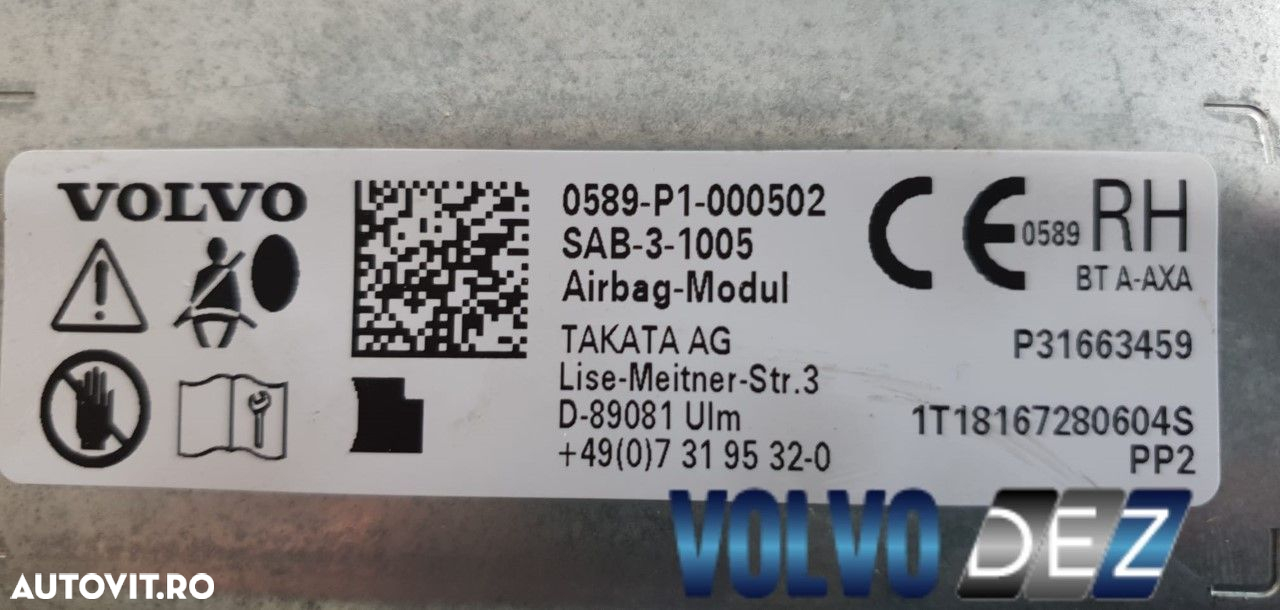 VOLVO
0589-P1-000502
SAB-3-1005
Airbag-Modul
TAKATA AG
Lise-Meitner-Str.3
D-89081 Ulm
+49(0)7 31 95 32-0
CE 0589 RH
BT A-AXA
P31663459
1T18167280604S
PP2
VOLVO DEZ
AUTOVIT.RO